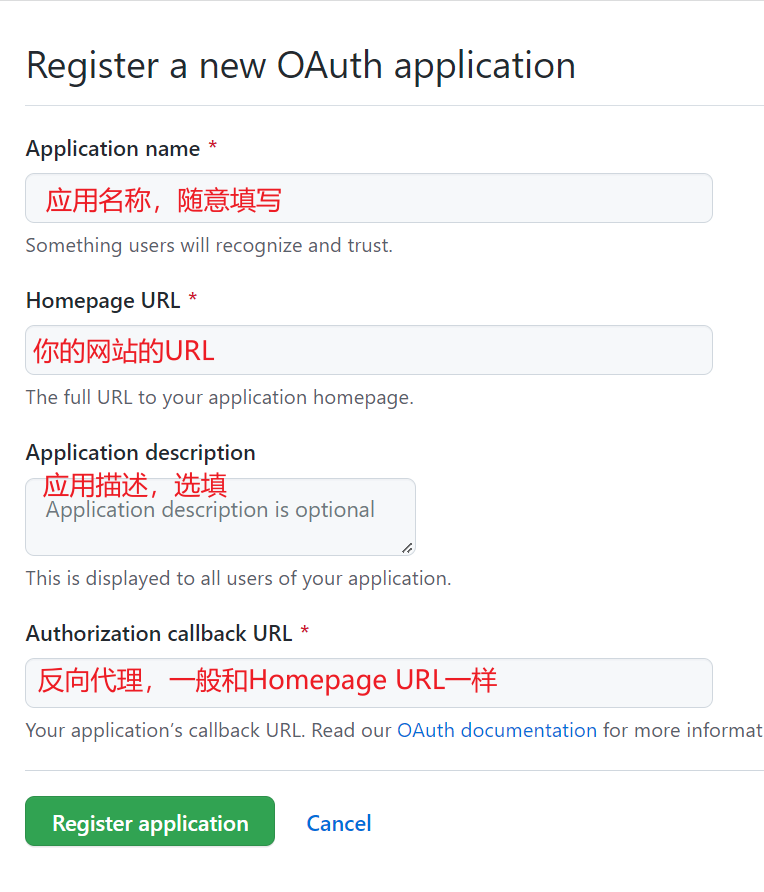 Register a new OAuth application
Application name *
应用名称，随意填写
Something users will recognize and trust.
Homepage URL *
你的网站的URL
The full URL to your application homepage.
Application description
应用描述，选填
Application description is optional
This is displayed to all users of your application.
Authorization callback URL *
反向代理，一般和Homepage URL一样
Your application’s callback URL. Read our OAuth documentation for more informat
Register application Cancel